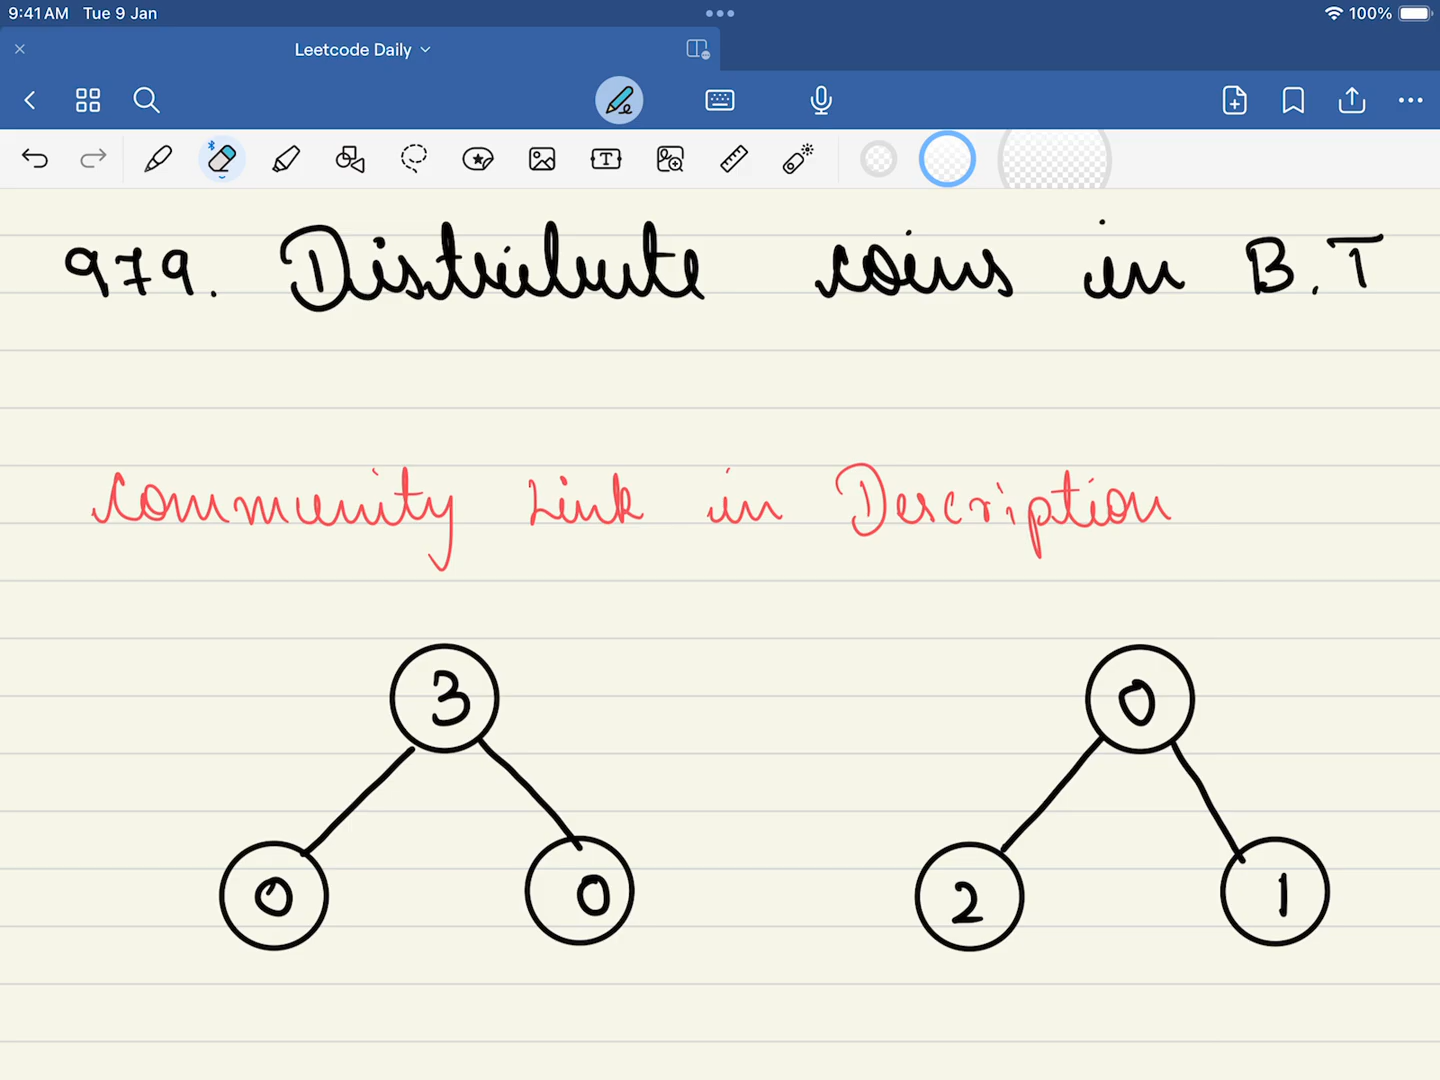 9:41 AM Tue 9 Jan
100%
Leetcode Daily
979. Distribute coins in B.T
Community Link in Description
3
0
0 0
2 1